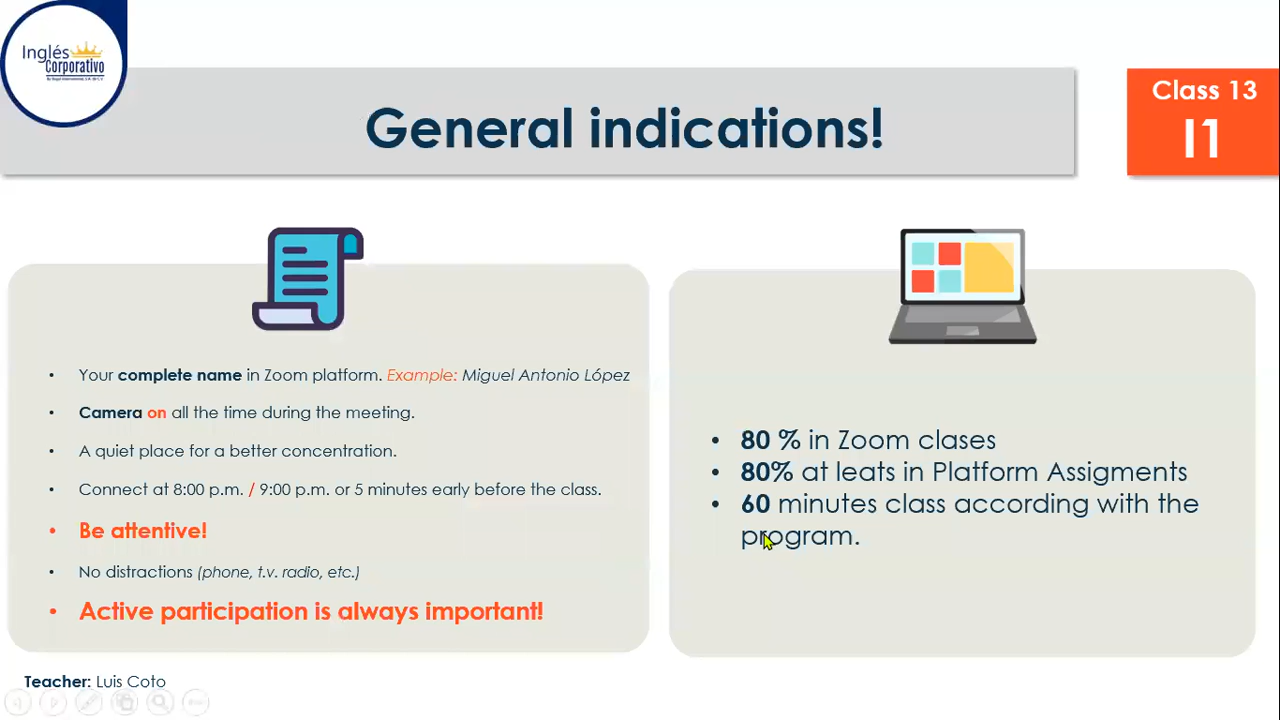 Inglés
Corporativo
General indications!
Class 13
I1
• Your complete name in Zoom platform. Example: Miguel Antonio López
• Camera on all the time during the meeting.
• A quiet place for a better concentration.
• Connect at 8:00 p.m. / 9:00 p.m. or 5 minutes early before the class.
• Be attentive!
• No distractions (phone, t.v. radio, etc.)
• Active participation is always important!
• 80 % in Zoom clases
• 80% at leats in Platform Assigments
• 60 minutes class according with the
program.
Teacher: Luis Coto